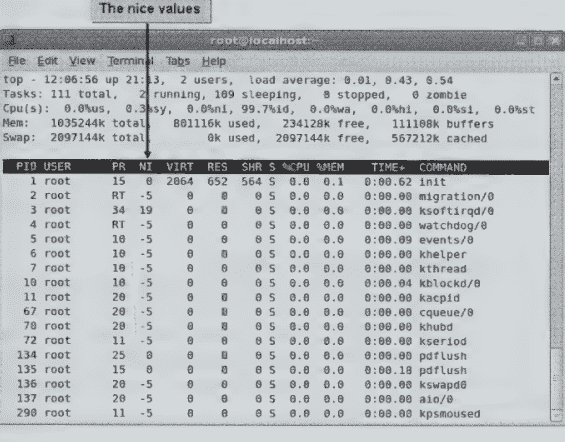 The nice values
root@localhost:~
File Edit View Terminal Tabs Help
top - 12:06:56 up 21:13, 2 users, load average: 0.01, 0.43, 0.54
Tasks: 111 total, 2 running, 109 sleeping, 0 stopped, 0 zombie
Cpu(s): 0.0%us, 0.3%sy, 0.0%ni, 99.7%id, 0.0%wa, 0.0%hi, 0.0%si, 0.0%st
Mem: 1035244k total, 801116k used, 234128k free, 111108k buffers
Swap: 2097144k total, 0k used, 2097144k free, 567212k cached
PID USER PR NI VIRT RES SHR S %CPU %MEM TIME+ COMMAND
1 root 15 0 2064 652 564 S 0.0 0.1 0:00.62 init
2 root RT -5 0 0 0 S 0.0 0.0 0:00.00 migration/0
3 root 34 19 0 0 0 S 0.0 0.0 0:00.00 ksoftirqd/0
4 root RT -5 0 0 0 S 0.0 0.0 0:00.00 watchdog/0
5 root 10 -5 0 0 0 S 0.0 0.0 0:00.09 events/0
6 root 10 -5 0 0 0 S 0.0 0.0 0:00.00 khelper
7 root 10 -5 0 0 0 S 0.0 0.0 0:00.00 kthread
10 root 10 -5 0 0 0 S 0.0 0.0 0:00.04 kblockd/0
11 root 20 -5 0 0 0 S 0.0 0.0 0:00.00 kacpid
67 root 20 -5 0 0 0 S 0.0 0.0 0:00.00 cqueue/0
70 root 20 -5 0 0 0 S 0.0 0.0 0:00.00 khubd
72 root 11 -5 0 0 0 S 0.0 0.0 0:00.00 kseriod
134 root 25 0 0 0 0 S 0.0 0.0 0:00.00 pdflush
135 root 15 0 0 0 0 S 0.0 0.0 0:00.18 pdflush
136 root 20 -5 0 0 0 S 0.0 0.0 0:00.00 kswapd0
137 root 20 -5 0 0 0 S 0.0 0.0 0:00.00 aio/0
290 root 11 -5 0 0 0 S 0.0 0.0 0:00.00 kpsmoused